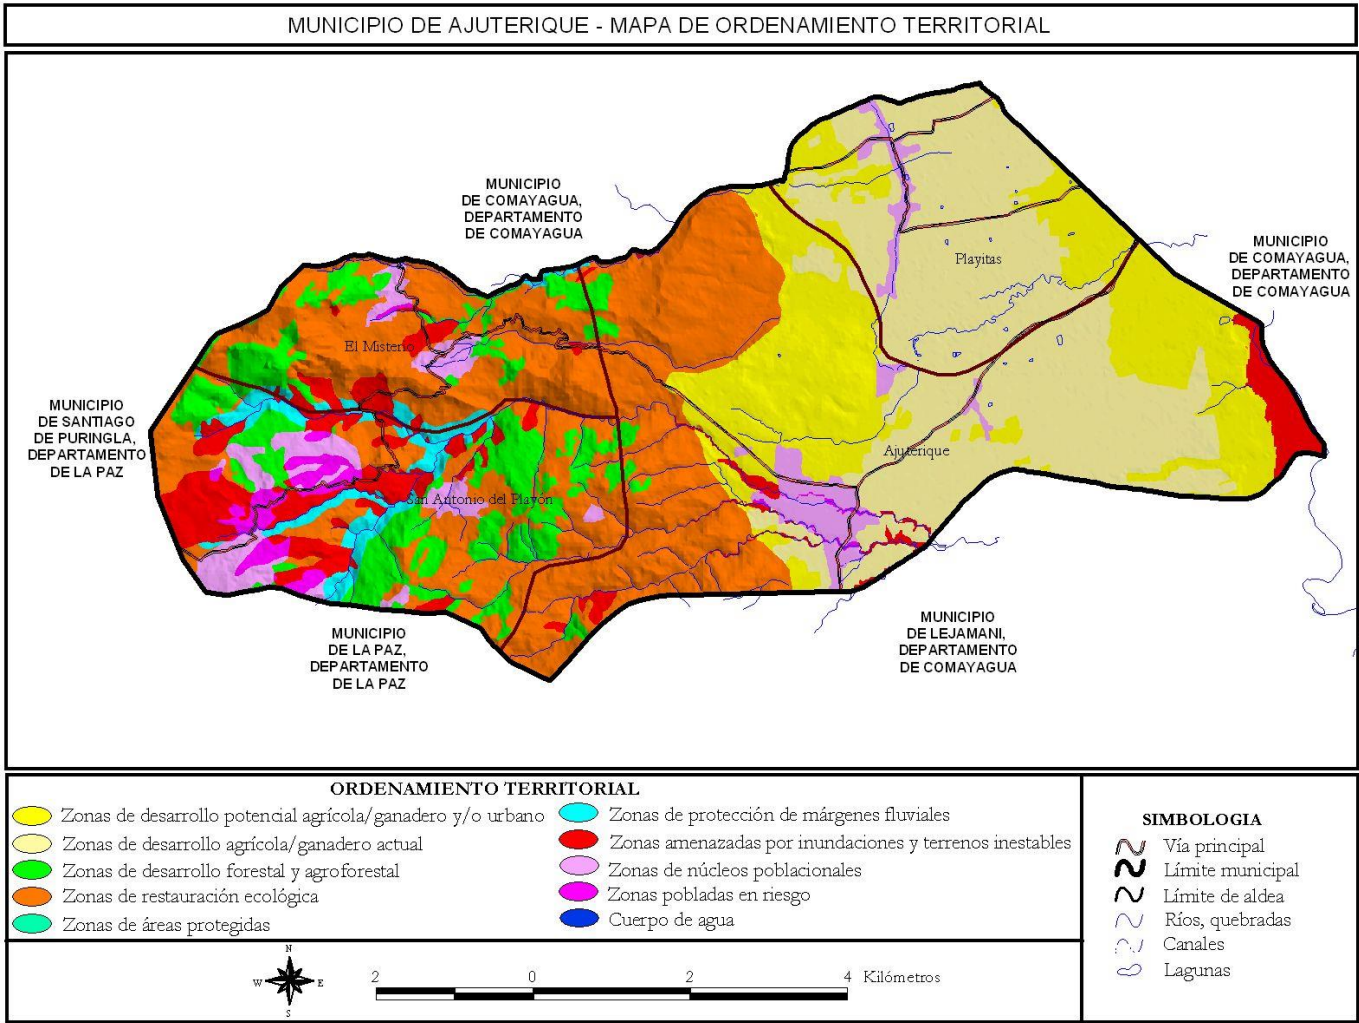 MUNICIPIO DE AJUTERIQUE - MAPA DE ORDENAMIENTO TERRITORIAL
MUNICIPIO
DE COMAYAGUA,
DEPARTAMENTO
DE COMAYAGUA
MUNICIPIO
DE COMAYAGUA,
DEPARTAMENTO
DE COMAYAGUA
Playitas
El Misterio
MUNICIPIO
DE SANTIAGO
DE PURINGLA,
DEPARTAMENTO
DE LA PAZ
Ajuterique
San Antonio del Playón
MUNICIPIO
DE LA PAZ,
DEPARTAMENTO
DE LA PAZ
MUNICIPIO
DE LEJAMANI,
DEPARTAMENTO
DE COMAYAGUA
ORDENAMIENTO TERRITORIAL
Zonas de desarrollo potencial agrícola/ganadero y/o urbano
Zonas de desarrollo agrícola/ganadero actual
Zonas de desarrollo forestal y agroforestal
Zonas de restauración ecológica
Zonas de áreas protegidas
Zonas de protección de márgenes fluviales
Zonas amenazadas por inundaciones y terrenos inestables
Zonas de núcleos poblacionales
Zonas pobladas en riesgo
Cuerpo de agua
SIMBOLOGIA
Vía principal
Límite municipal
Límite de aldea
Ríos, quebradas
Canales
Lagunas
N
W E
S
2 0 2 4 Kilómetros